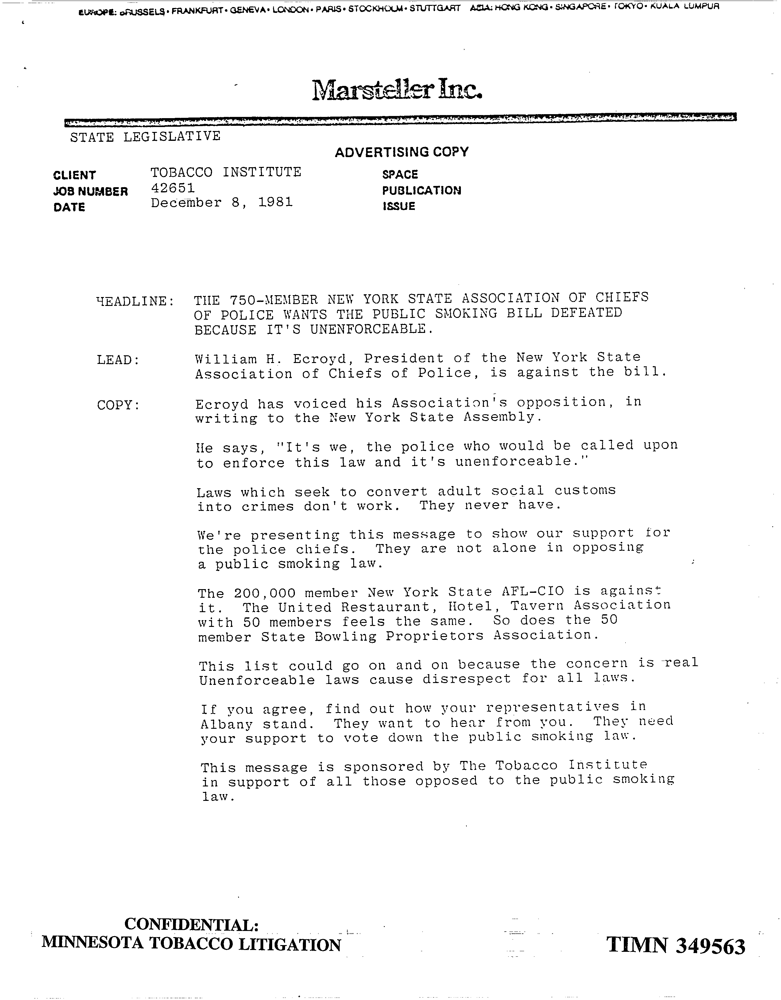 EUROPE: BRUSSELS • FRANKFURT • GENEVA • LONDON • PARIS • STOCKHOLM • STUTTGART ASIA: HONG KONG • SINGAPORE • TOKYO • KUALA LUMPUR
Marsteller Inc.
STATE LEGISLATIVE
ADVERTISING COPY
CLIENT TOBACCO INSTITUTE SPACE
JOB NUMBER 42651 PUBLICATION
DATE December 8, 1981 ISSUE
HEADLINE: THE 750-MEMBER NEW YORK STATE ASSOCIATION OF CHIEFS
OF POLICE WANTS THE PUBLIC SMOKING BILL DEFEATED
BECAUSE IT'S UNENFORCEABLE.
LEAD: William H. Ecroyd, President of the New York State
Association of Chiefs of Police, is against the bill.
COPY: Ecroyd has voiced his Association's opposition, in
writing to the New York State Assembly.
He says, "It's we, the police who would be called upon
to enforce this law and it's unenforceable."
Laws which seek to convert adult social customs
into crimes don't work. They never have.
We're presenting this message to show our support for
the police chiefs. They are not alone in opposing
a public smoking law.
The 200,000 member New York State AFL-CIO is against
it. The United Restaurant, Hotel, Tavern Association
with 50 members feels the same. So does the 50
member State Bowling Proprietors Association.
This list could go on and on because the concern is real
Unenforceable laws cause disrespect for all laws.
If you agree, find out how your representatives in
Albany stand. They want to hear from you. They need
your support to vote down the public smoking law.
This message is sponsored by The Tobacco Institute
in support of all those opposed to the public smoking
law.
CONFIDENTIAL:
MINNESOTA TOBACCO LITIGATION
TIMN 349563